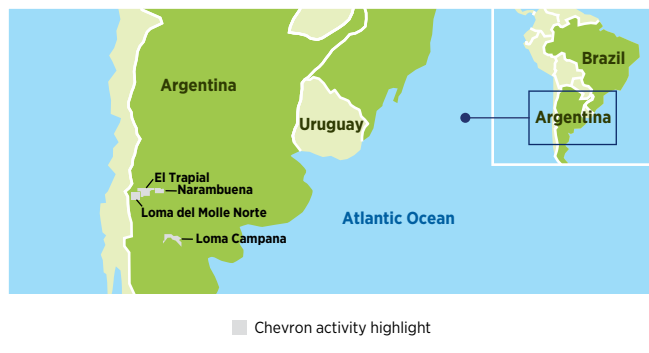 Argentina
Uruguay
El Trapial
Narambuena
Loma del Molle Norte
Loma Campana
Atlantic Ocean
Brazil
Argentina
Chevron activity highlight